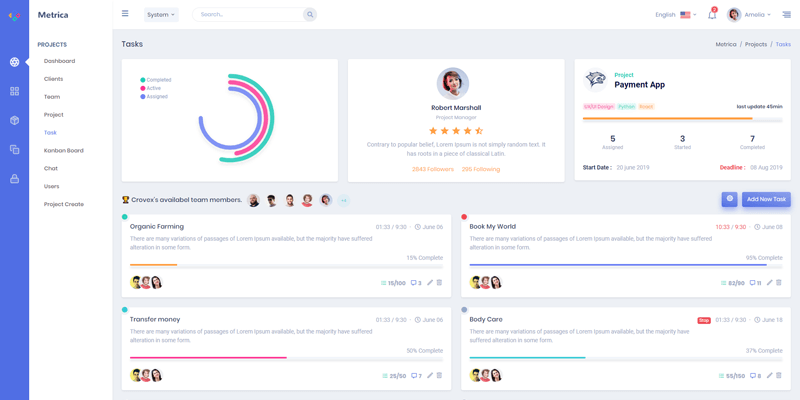 Metrica
System
Search...
English
2
Amelia
PROJECTS
Dashboard
Clients
Team
Project
Task
Kanban Board
Chat
Users
Project Create
Tasks
Metrica / Projects / Tasks
Completed
Active
Assigned
Robert Marshall
Project Manager
Contrary to popular belief, Lorem Ipsum is not simply random text. It
has roots in a piece of classical Latin.
2843 Followers
295 Following
Project
Payment App
UI/UI Design
Python
React
last update 45min
5
Assigned
3
Started
7
Completed
Start Date : 20 june 2019
Deadline : 08 Aug 2019
Crovex's availabel team members.
Add New Task
Organic Farming
01:33 / 9:30 · June 06
There are many variations of passages of Lorem Ipsum available, but the majority have suffered
alteration in some form.
15% Complete
15/100
3
Book My World
10:33 / 9:30 · June 09
There are many variations of passages of Lorem Ipsum available, but the majority have suffered
alteration in some form.
95% Complete
82/50
11
Transfer money
01:33 / 9:30 · June 06
There are many variations of passages of Lorem Ipsum available, but the majority have suffered
alteration in some form.
50% Complete
25/50
7
Body Care
Stop
01:33 / 9:30 · June 18
There are many variations of passages of Lorem Ipsum available, but the majority have
suffered alteration in some form.
37% Complete
55/150
8